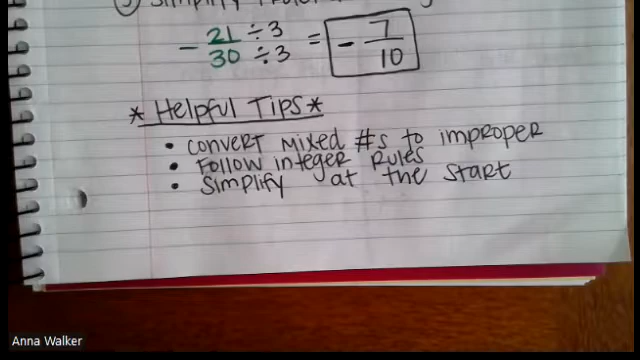 - 21 ÷3 = - 7
30 ÷3 10
* Helpful Tips *
• Convert mixed #s to improper
• Follow integer rules
• Simplify at the start
Anna Walker